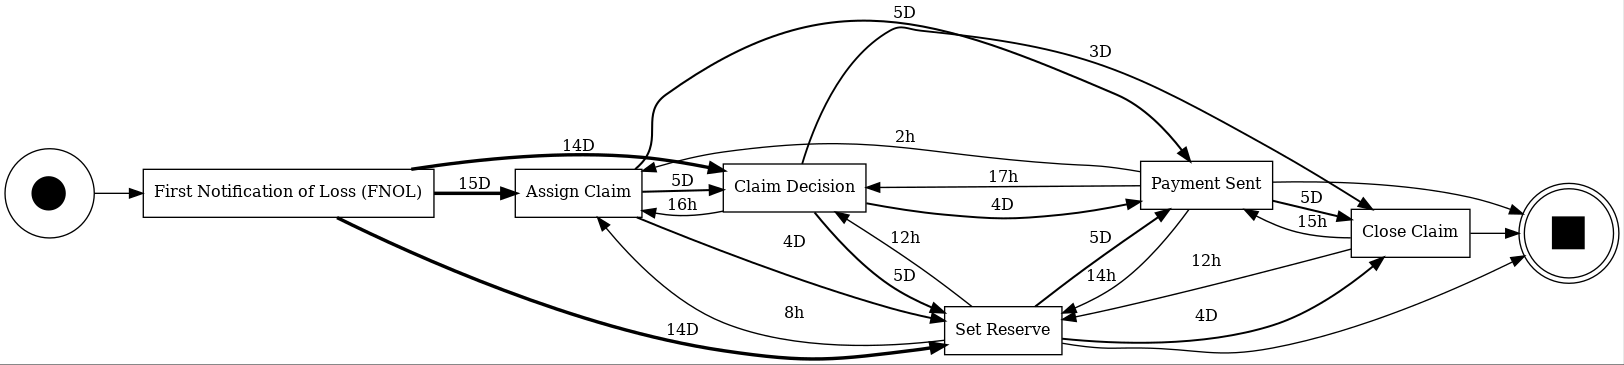 5D
3D
14D
2h
15D
5D
17h
First Notification of Loss (FNOL)
Assign Claim
Claim Decision
Payment Sent
16h
4D
5D
15h
Close Claim
4D
12h
5D
12h
5D
14h
8h
4D
14D
Set Reserve